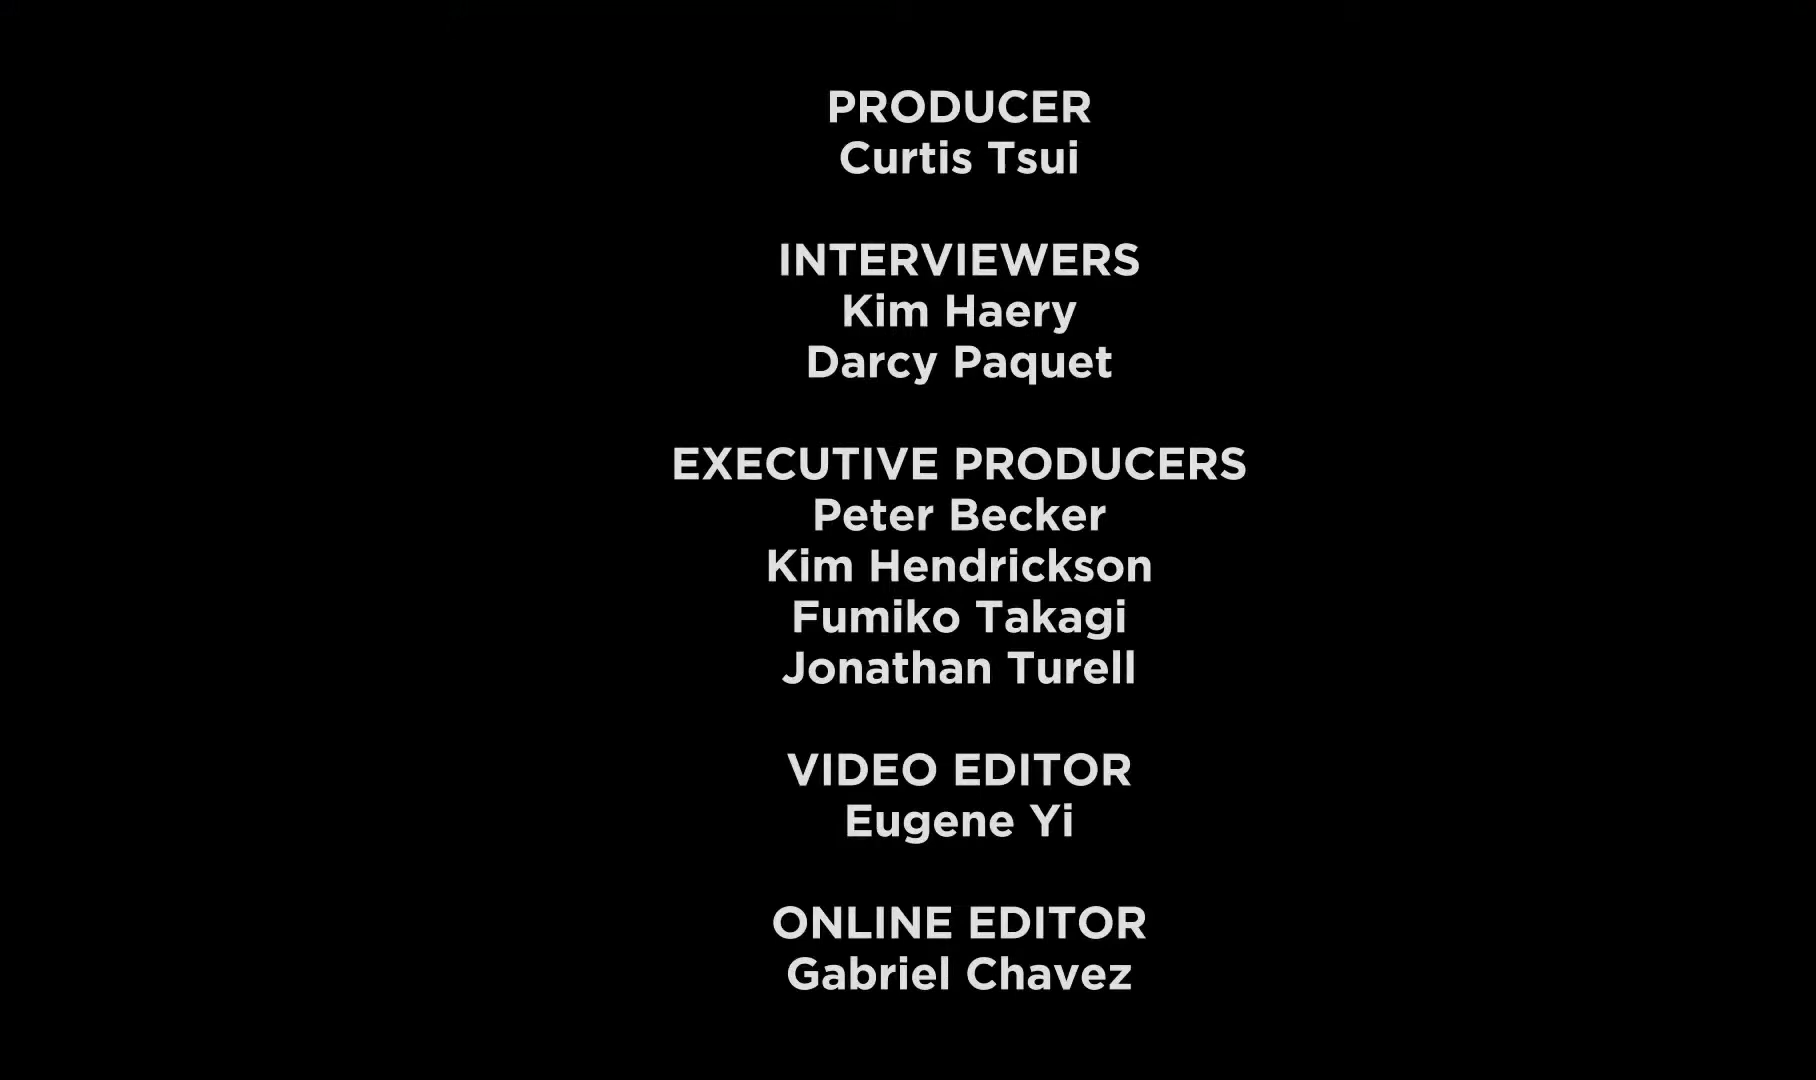 PRODUCER
Curtis Tsui
INTERVIEWERS
Kim Haery
Darcy Paquet
EXECUTIVE PRODUCERS
Peter Becker
Kim Hendrickson
Fumiko Takagi
Jonathan Turell
VIDEO EDITOR
Eugene Yi
ONLINE EDITOR
Gabriel Chavez